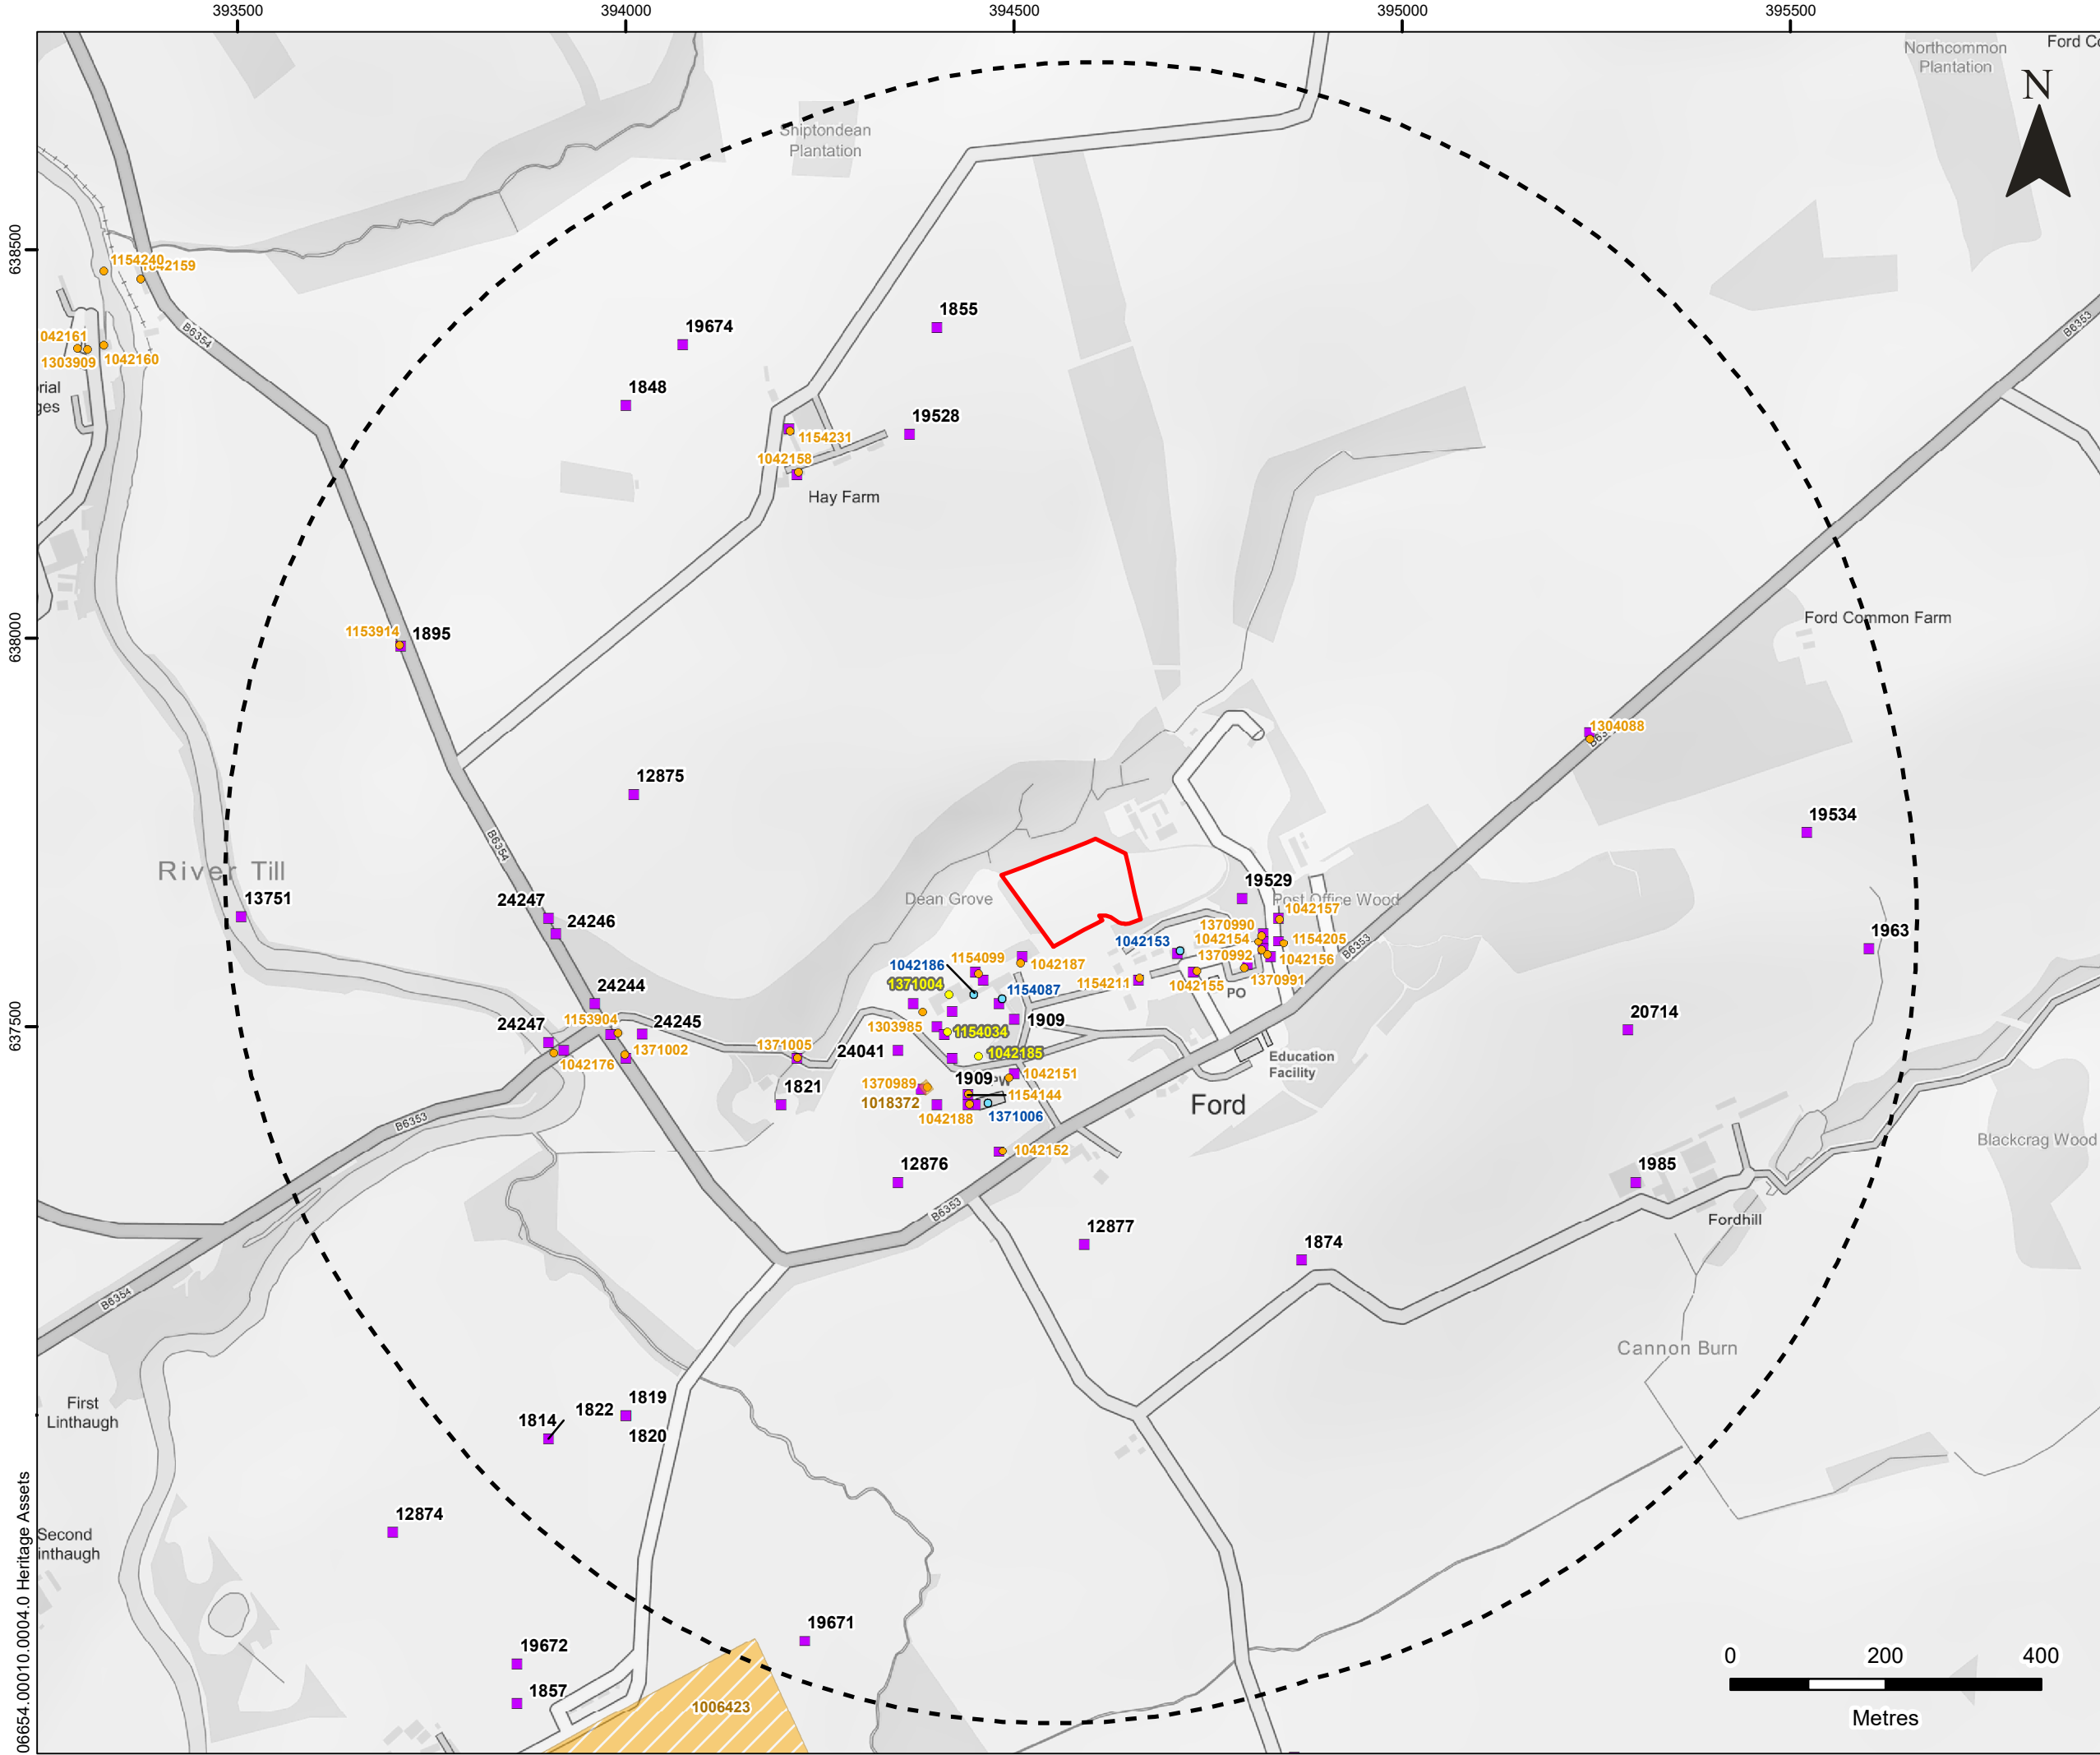 393500
394000
394500
395000
395500
Northcommon
Plantation
N
Shiptondean
Plantation
638500
1154240
1042159
B6354
1303909
1042160
19674
1855
1848
19528
1154231
1042158
Hay Farm
638000
1153914
1895
Ford Common Farm
B6353
1304088
12875
19534
B6354
River Till
13751
24247
24246
Dean Grove
19529
Post Office Wood
1042157
1370990
1042153
1042154
1154205
B6353
1963
1154099
1042187
1370992
1042156
1042186
1371004
1154211
1370991
1042155
PO
1154087
24244
20714
637500
24247
1153904
24245
1303985
1154034
1909
1371005
24041
1042185
1371002
1042176
Education
Facility
1821
1370989
1909
1042151
1018372
1154144
1042188
1371006
Ford
B6353
1042152
Blackcrag Wood
12876
1985
B6353
Fordhill
12877
1874
B6354
Cannon Burn
First
Linthaugh
1819
1822
1814
1820
12874
Second
19671
19672
1857
1006423
0
200
400
Metres
06654.00010.0004.0 Heritage Assets